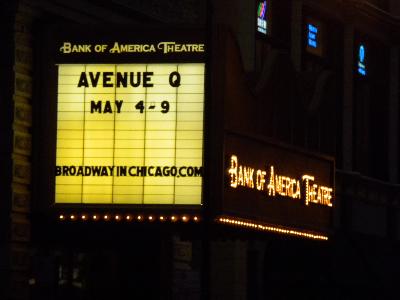 BANK OF AMERICA THEATRE
AVENUE Q
MAY 4-9
BROADWAYINCHICAGO.COM
BANK OF AMERICA THEATRE